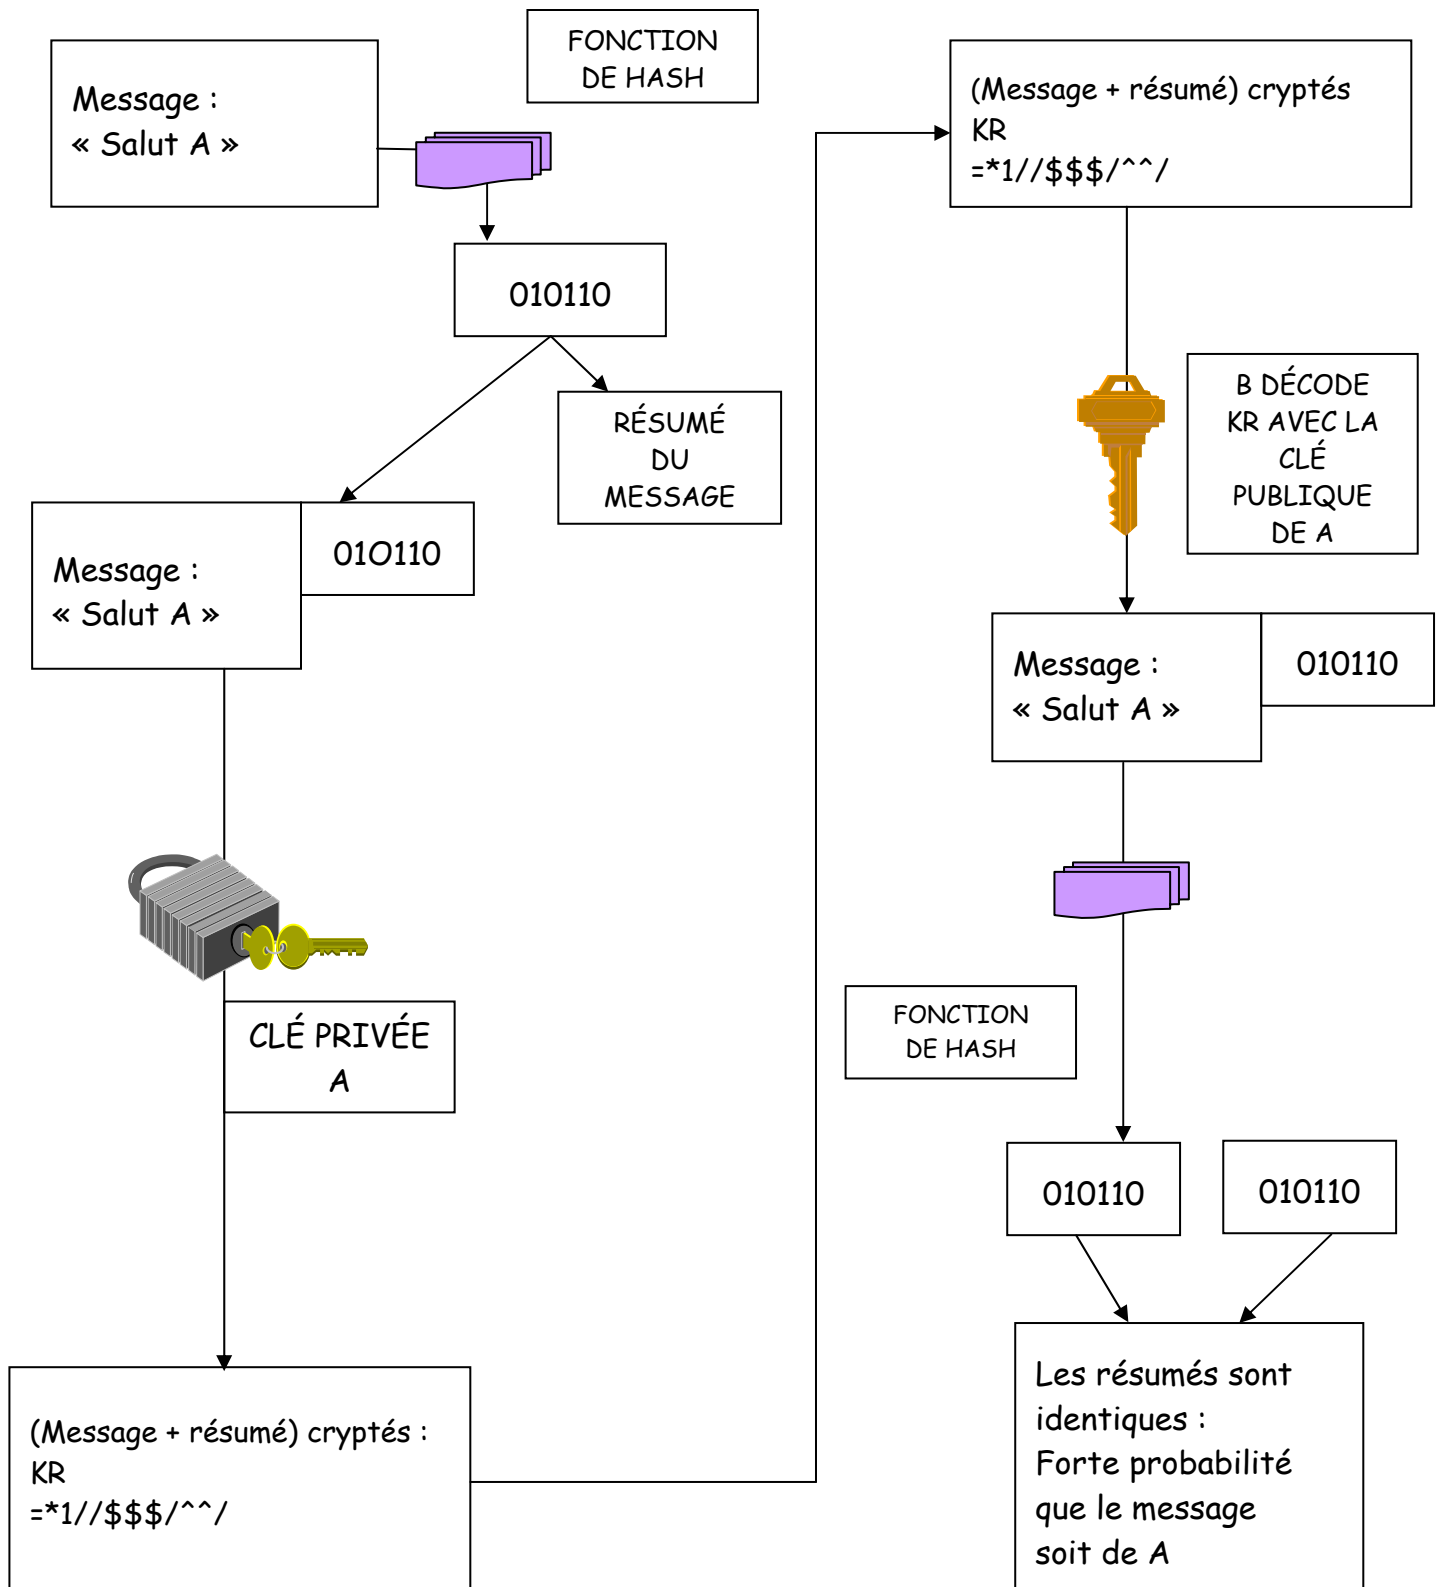 Message :
« Salut A »
FONCTION
DE HASH
010110
RÉSUMÉ
DU
MESSAGE
Message :
« Salut A »
01O110
CLÉ PRIVÉE
A
(Message + résumé) cryptés :
KR
=*1//$$$/^^/
(Message + résumé) cryptés
KR
=*1//$$$/^^/
B DÉCODE
KR AVEC LA
CLÉ
PUBLIQUE
DE A
Message :
« Salut A »
010110
FONCTION
DE HASH
010110
010110
Les résumés sont
identiques :
Forte probabilité
que le message
soit de A